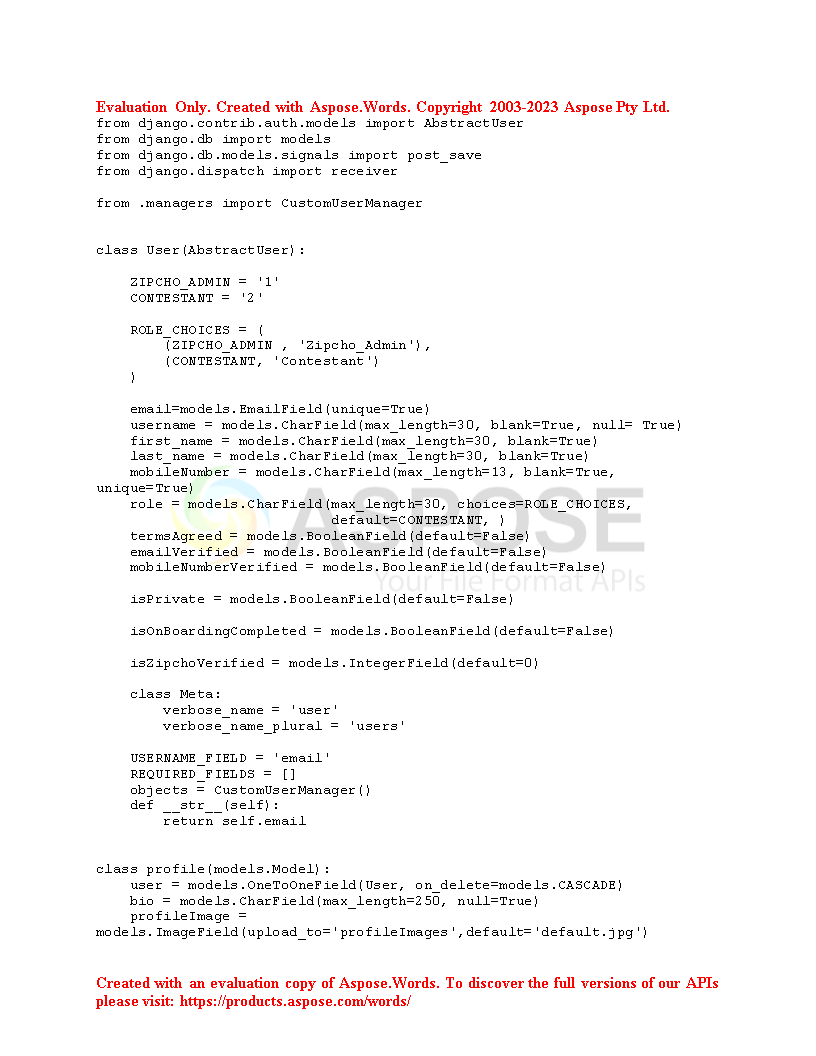 Evaluation Only. Created with Aspose.Words. Copyright 2003-2023 Aspose Pty Ltd.
from django.contrib.auth.models import AbstractUser
from django.db import models
from django.db.models.signals import post_save
from django.dispatch import receiver

from .managers import CustomUserManager


class User(AbstractUser):

    ZIPCHO_ADMIN = '1'
    CONTESTANT = '2'

    ROLE_CHOICES = (
        (ZIPCHO_ADMIN , 'Zipcho_Admin'),
        (CONTESTANT, 'Contestant')
    )

    email=models.EmailField(unique=True)
    username = models.CharField(max_length=30, blank=True, null= True)
    first_name = models.CharField(max_length=30, blank=True)
    last_name = models.CharField(max_length=30, blank=True)
    mobileNumber = models.CharField(max_length=13, blank=True,
unique=True)
    role = models.CharField(max_length=30, choices=ROLE_CHOICES,
                            default=CONTESTANT, )
    termsAgreed = models.BooleanField(default=False)
    emailVerified = models.BooleanField(default=False)
    mobileNumberVerified = models.BooleanField(default=False)
ASPOSE
Your File Format APIs

    isPrivate = models.BooleanField(default=False)

    isOnBoardingCompleted = models.BooleanField(default=False)

    isZipchoVerified = models.IntegerField(default=0)

    class Meta:
        verbose_name = 'user'
        verbose_name_plural = 'users'

    USERNAME_FIELD = 'email'
    REQUIRED_FIELDS = []
    objects = CustomUserManager()
    def __str__(self):
        return self.email


class profile(models.Model):
    user = models.OneToOneField(User, on_delete=models.CASCADE)
    bio = models.CharField(max_length=250, null=True)
    profileImage =
models.ImageField(upload_to='profileImages',default='default.jpg')

Created with an evaluation copy of Aspose.Words. To discover the full versions of our APIs
please visit: https://products.aspose.com/words/